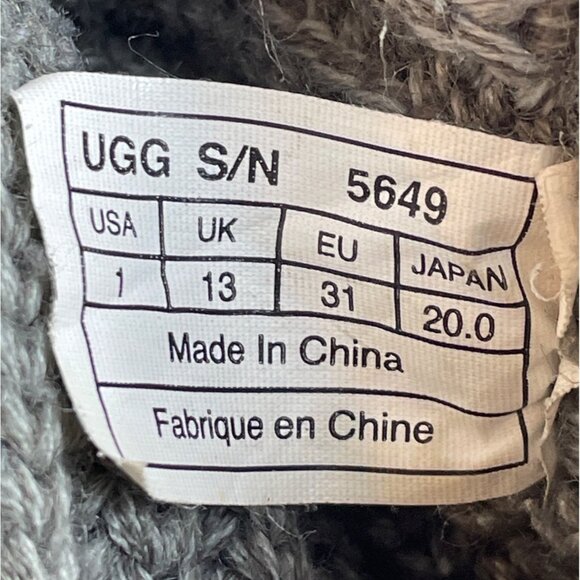 UGG S/N 5649
USA UK EU JAPAN
1 13 31 20.0
Made In China
Fabrique en Chine